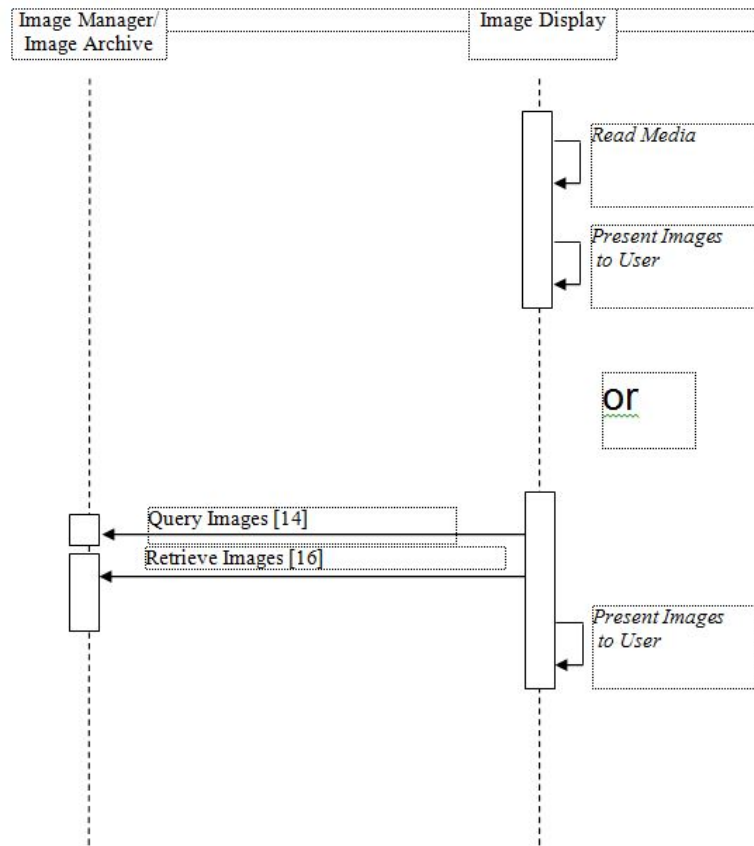 Image Manager/
Image Archive
Image Display
Read Media
Present Images
to User
or
Query Images [14]
Retrieve Images [16]
Present Images
to User